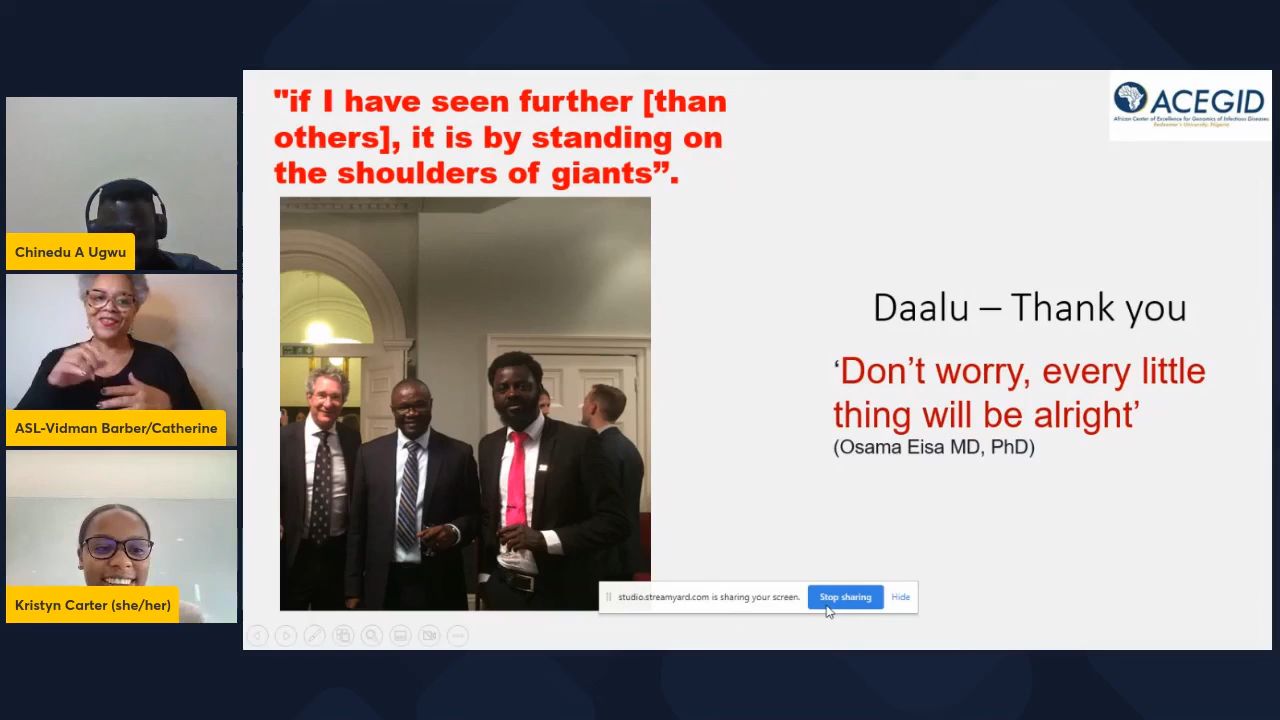 "if I have seen further [than
others], it is by standing on
the shoulders of giants”.
ACEGID
African Center of Excellence for Genomics of Infectious Diseases
Redeemer's University, Nigeria
Daalu – Thank you
‘Don’t worry, every little
thing will be alright’
(Osama Eisa MD, PhD)
Chinedu A Ugwu
ASL-Vidman Barber/Catherine
Kristyn Carter (she/her)
studio.streamyard.com is sharing your screen.
Stop sharing
Hide